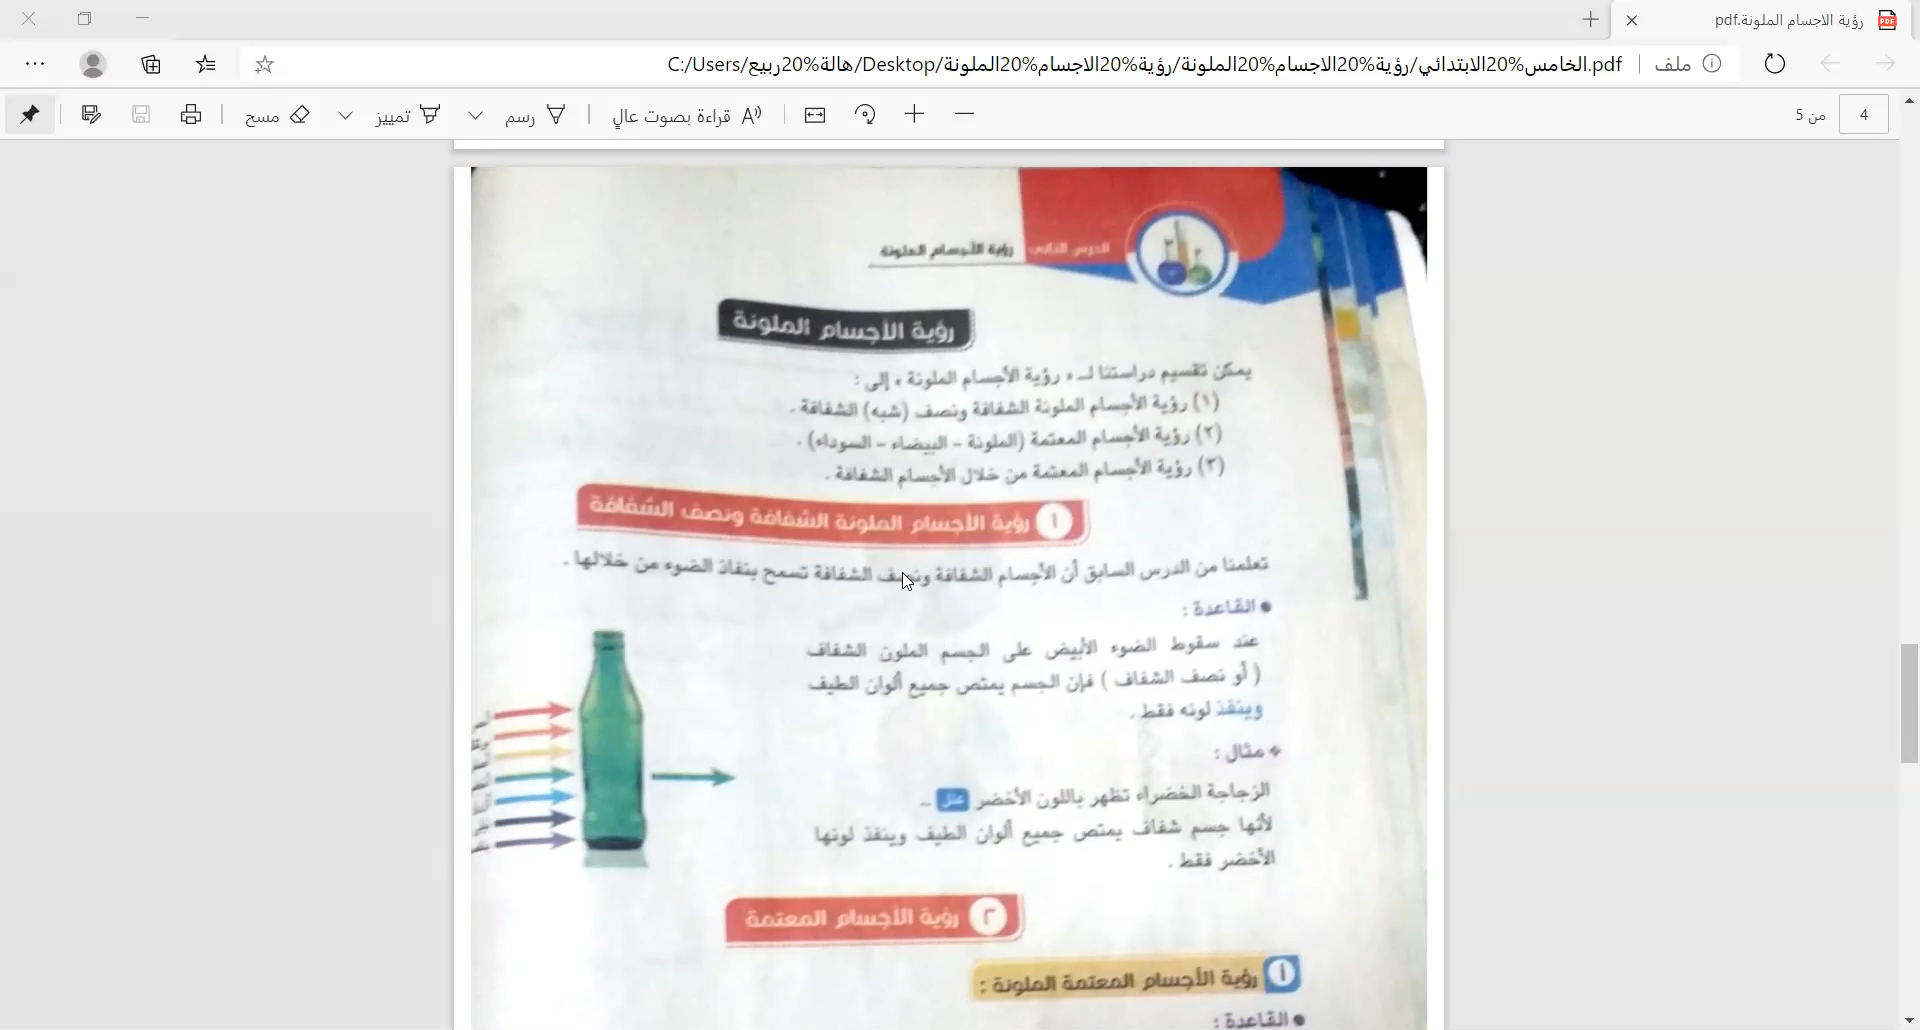 رؤية الاجسام الملونة.pdf
C:/Users/هالة%20ربيع/Desktop/رؤية%20الاجسام%20الملونة/رؤية%20الاجسام%20الملونة/الخامس%20الابتدائي.pdf
ملف
4
من 5
قراءة بصوت عالٍ
رسم
تمييز
مسح
الدرس الثاني
رؤية الأجسام الملونة
رؤية الأجسام الملونة
يمكن تقسيم دراستنا لـ « رؤية الأجسام الملونة » إلى :
(١) رؤية الأجسام الملونة الشفافة ونصف (شبه) الشفافة .
(٢) رؤية الأجسام المعتمة (الملونة – البيضاء – السوداء) .
(٣) رؤية الأجسام المعتمة من خلال الأجسام الشفافة .
١ رؤية الأجسام الملونة الشفافة ونصف الشفافة
تعلمنا من الدرس السابق أن الأجسام الشفافة ونصف الشفافة تسمح بنفاذ الضوء من خلالها .
القاعدة :
عند سقوط الضوء الأبيض على الجسم الملون الشفاف
( أو نصف الشفاف ) فإن الجسم يمتص جميع ألوان الطيف
وينفذ لونه فقط .
مثال :
الزجاجة الخضراء تظهر باللون الأخضر علل ..
لأنها جسم شفاف يمتص جميع ألوان الطيف وينفذ لونها
الأخضر فقط .
٢ رؤية الأجسام المعتمة
أ رؤية الأجسام المعتمة الملونة :
القاعدة :